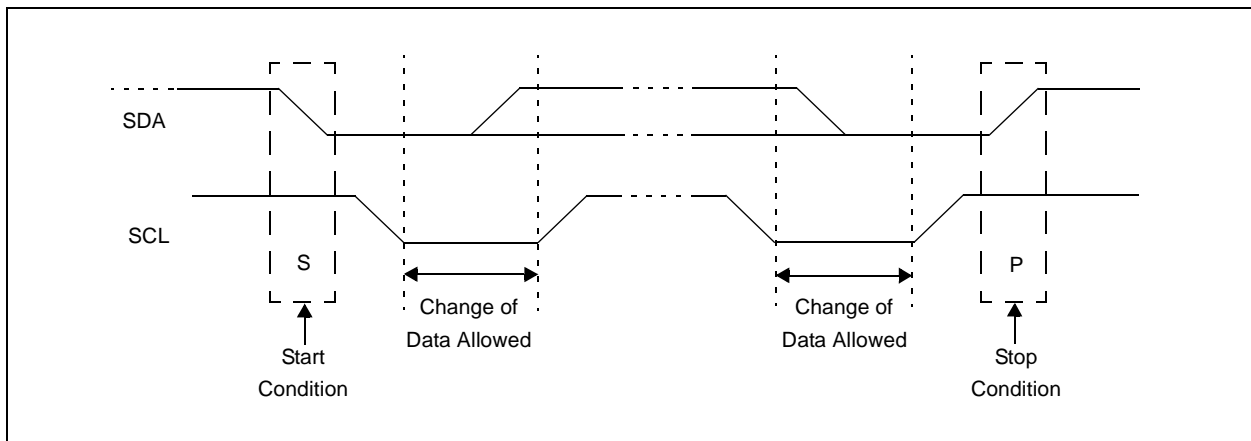 SDA
SCL
S
P
Change of
Data Allowed
Change of
Data Allowed
Start
Condition
Stop
Condition